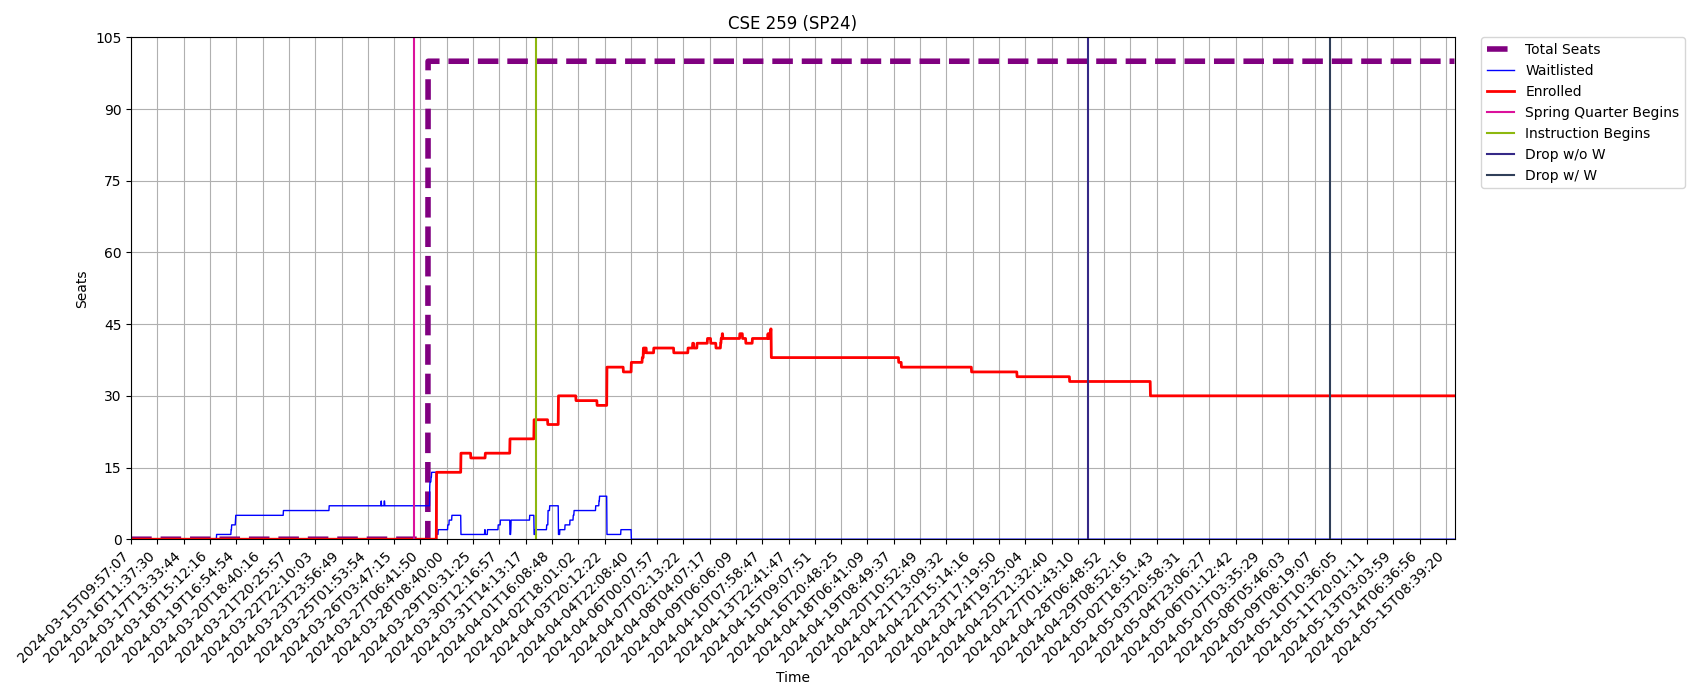 CSE 259 (SP24)
105
90
75
60
45
30
15
0
Seats
Total Seats
Waitlisted
Enrolled
Spring Quarter Begins
Instruction Begins
Drop w/o W
Drop w/ W
2024-03-15T09:57:07
2024-03-16T11:37:30
2024-03-17T13:33:44
2024-03-18T15:12:16
2024-03-19T16:54:54
2024-03-20T18:40:16
2024-03-21T20:25:57
2024-03-22T22:10:03
2024-03-23T23:56:49
2024-03-25T01:53:54
2024-03-26T03:47:15
2024-03-27T06:41:50
2024-03-28T08:40:00
2024-03-29T10:31:25
2024-03-30T12:16:57
2024-03-31T14:13:17
2024-04-01T16:08:48
2024-04-02T18:01:02
2024-04-03T20:12:22
2024-04-04T22:08:40
2024-04-06T00:07:57
2024-04-07T02:13:22
2024-04-08T04:07:17
2024-04-09T06:06:09
2024-04-10T07:58:47
2024-04-13T22:41:47
2024-04-15T09:07:51
2024-04-16T20:48:25
2024-04-18T06:41:09
2024-04-19T08:49:37
2024-04-20T10:52:49
2024-04-21T13:09:32
2024-04-22T15:14:16
2024-04-23T17:19:50
2024-04-24T19:25:04
2024-04-25T21:32:40
2024-04-27T01:43:10
2024-04-28T06:48:52
2024-04-29T08:52:16
2024-05-02T18:51:43
2024-05-03T20:58:31
2024-05-04T23:06:27
2024-05-06T01:12:42
2024-05-07T03:35:29
2024-05-08T05:46:03
2024-05-09T08:19:07
2024-05-10T10:36:05
2024-05-11T20:01:11
2024-05-13T03:03:59
2024-05-14T06:36:56
2024-05-15T08:39:20
Time